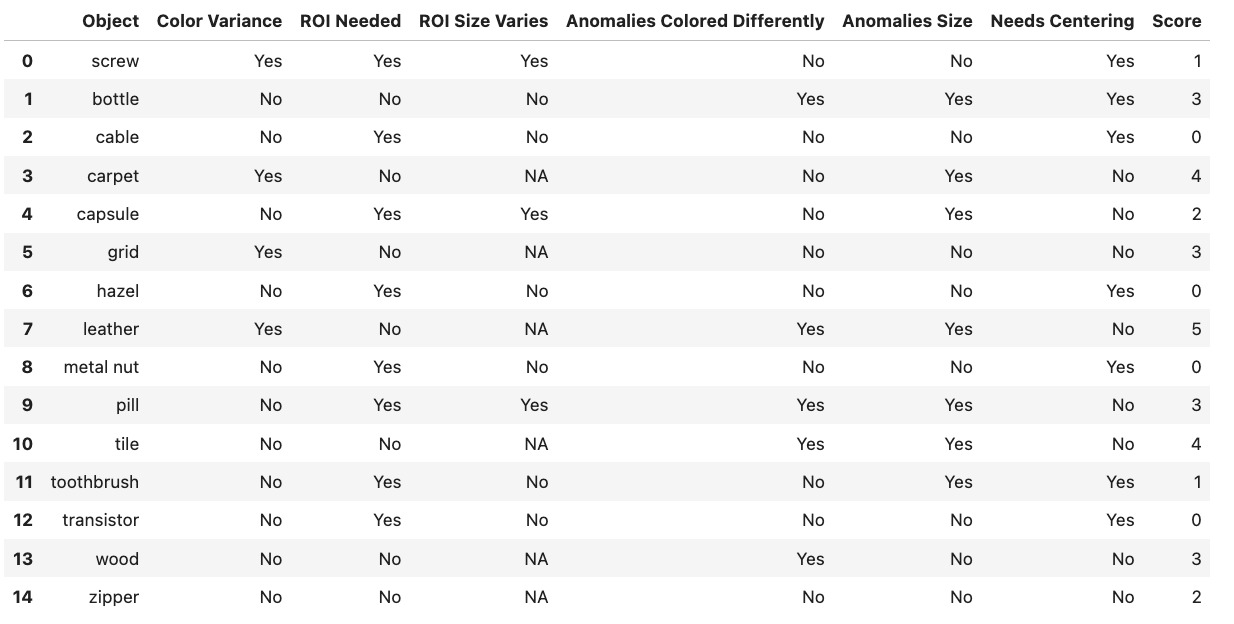 Object Color Variance ROI Needed ROI Size Varies Anomalies Colored Differently Anomalies Size Needs Centering Score
0 screw Yes Yes Yes No No Yes 1
1 bottle No No No Yes Yes Yes 3
2 cable No Yes No No No Yes 0
3 carpet Yes No NA No Yes No 4
4 capsule No Yes Yes No Yes No 2
5 grid Yes No NA No No No 3
6 hazel No Yes No No No Yes 0
7 leather Yes No NA Yes Yes No 5
8 metal nut No Yes No No No Yes 0
9 pill No Yes Yes Yes Yes No 3
10 tile No No NA Yes Yes No 4
11 toothbrush No Yes No No Yes Yes 1
12 transistor No Yes No No No Yes 0
13 wood No No NA Yes No No 3
14 zipper No No NA No No No 2